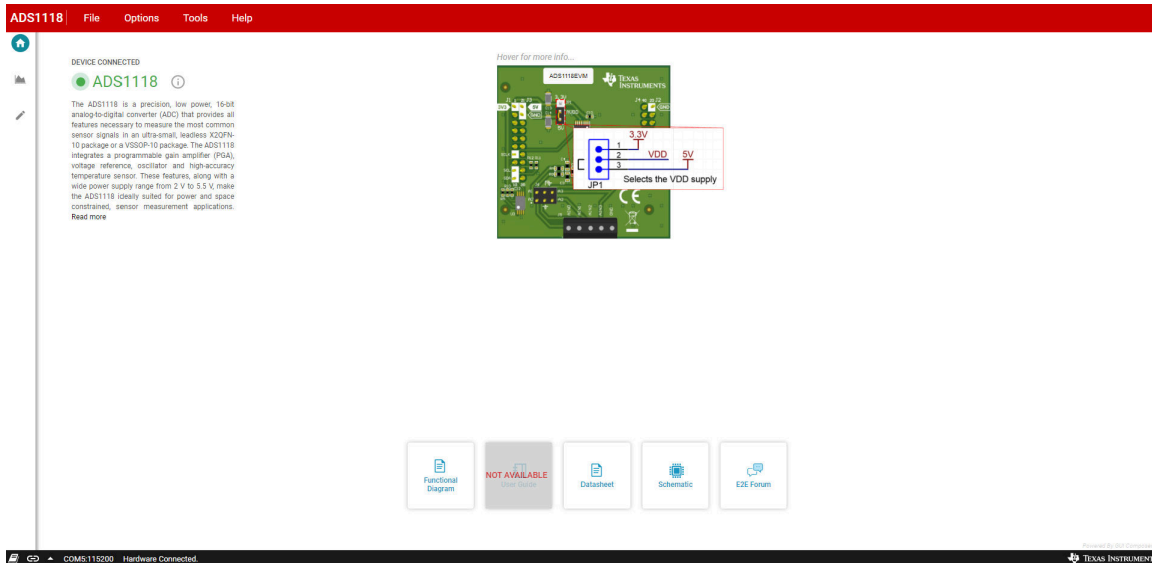 ADS1118 File Options Tools Help
DEVICE CONNECTED
ADS1118
The ADS1118 is a precision, low power, 16-bit
analog-to-digital converter (ADC) that provides all
features necessary to measure the most common
sensor signals in an ultra-small, leadless X2QFN-
10 package or a VSSOP-10 package. The ADS1118
integrates a programmable gain amplifier (PGA),
voltage reference, oscillator and high-accuracy
temperature sensor. These features, along with a
wide power supply range from 2 V to 5.5 V, make
the ADS1118 ideally suited for power and space
constrained, sensor measurement applications.
Read more
Hover for more info...
ADS1118EVM
TEXAS
INSTRUMENTS
3.3V
1
2 VDD 5V
3
Selects the VDD supply
JP1
Functional
Diagram
NOT AVAILABLE
User Guide
Datasheet
Schematic
E2E Forum
COM5:115200 Hardware Connected.
TEXAS INSTRUMENT